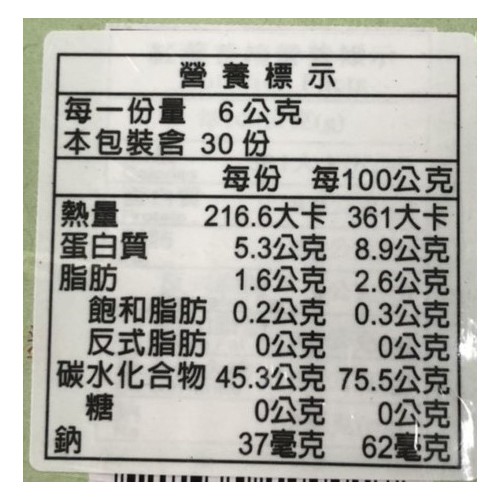 營養標示
每一份量 6公克
本包裝含 30份
每份 每100公克
熱量 216.6大卡 361大卡
蛋白質 5.3公克 8.9公克
脂肪 1.6公克 2.6公克
飽和脂肪 0.2公克 0.3公克
反式脂肪 0公克 0公克
碳水化合物 45.3公克 75.5公克
糖 0公克 0公克
鈉 37毫克 62毫克